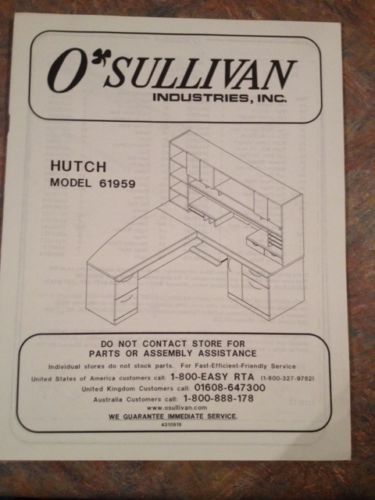 O'SULLIVAN
INDUSTRIES, INC.
HUTCH
MODEL 61959
DO NOT CONTACT STORE FOR
PARTS OR ASSEMBLY ASSISTANCE
Individual stores do not stock parts. For Fast-Efficient-Friendly Service
United States of America customers call: 1-800-EASY RTA (1-800-327-9782)
United Kingdom Customers call: 01608-647300
Australia Customers call: 1-800-888-178
www.osullivan.com
WE GUARANTEE IMMEDIATE SERVICE.